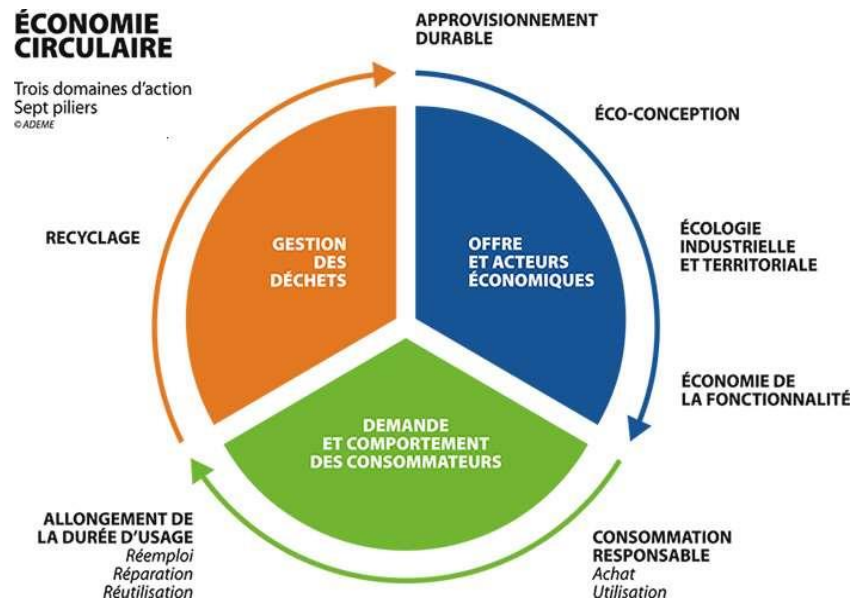 ÉCONOMIE
CIRCULAIRE
Trois domaines d'action
Sept piliers
© ADEME
APPROVISIONNEMENT
DURABLE
ÉCO-CONCEPTION
ÉCOLOGIE
INDUSTRIELLE
ET TERRITORIALE
ÉCONOMIE DE
LA FONCTIONNALITÉ
CONSOMMATION
RESPONSABLE
Achat
Utilisation
ALLONGEMENT DE
LA DURÉE D'USAGE
Réemploi
Réparation
Réutilisation
RECYCLAGE
GESTION
DES
DÉCHETS
OFFRE
ET ACTEURS
ÉCONOMIQUES
DEMANDE
ET COMPORTEMENT
DES CONSOMMATEURS